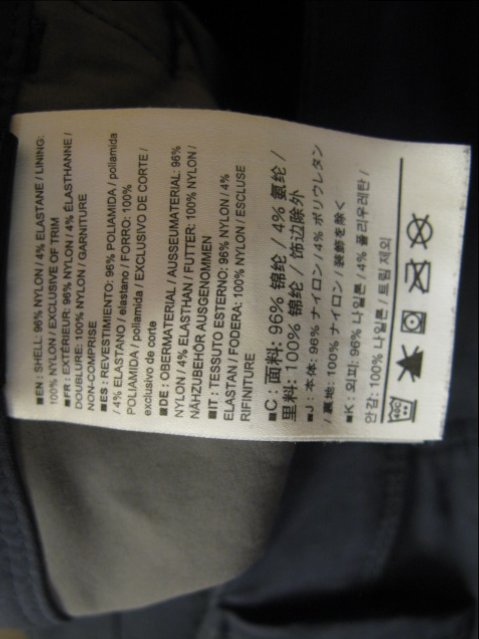 ■EN : SHELL: 96% NYLON / 4% ELASTANE / LINING:
100% NYLON / EXCLUSIVE OF TRIM
■FR : EXTÉRIEUR: 96% NYLON / 4% ÉLASTHANNE /
DOUBLURE: 100% NYLON / GARNITURE
NON-COMPRISE
■ES : REVESTIMIENTO: 96% POLIAMIDA / poliamida
/ 4% ELASTANO / elastano / FORRO: 100%
POLIAMIDA / poliamida / EXCLUSIVO DE CORTE /
exclusivo de corte
■DE : OBERMATERIAL / AUSSEUMATERIAL: 96%
NYLON / 4% ELASTHAN / FUTTER: 100% NYLON /
NÄHZUBEHÖR AUSGENOMMEN
■IT : TESSUTO ESTERNO: 96% NYLON / 4%
ELASTAN / FODERA: 100% NYLON / ESCLUSE
RIFINITURE
■C: 面料: 96% 锦纶 / 4% 氨纶 /
里料: 100% 锦纶 / 饰边除外
■J : 本体: 96% ナイロン / 4% ポリウレタン
/ 裏地: 100% ナイロン / 装飾を除く
■K : 외피: 96% 나일론 / 4% 폴리우레탄 /
안감: 100% 나일론 / 트림 제외